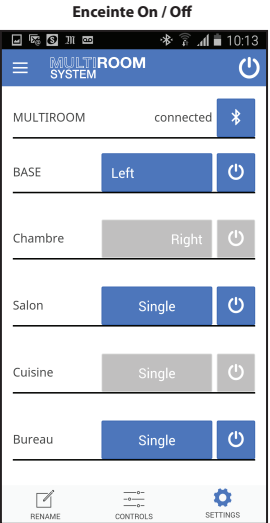 Enceinte On / Off
10:13
MULTIROOM
SYSTEM
MULTIROOM connected
BASE Left
Chambre Right
Salon Single
Cuisine Single
Bureau Single
RENAME CONTROLS SETTINGS